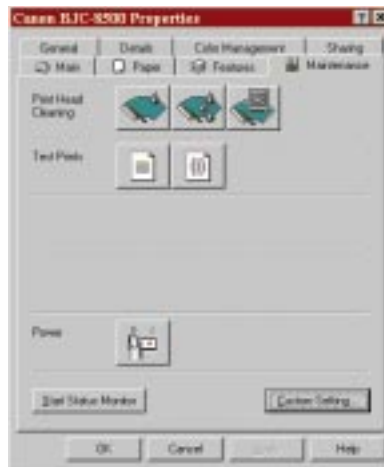 Canon BJC-8500 Properties
General Details Color Management Sharing
Main Paper Features Maintenance
Print Head
Cleaning
Test Prints
Power
Start Status Monitor Custom Setting...
OK Cancel Help